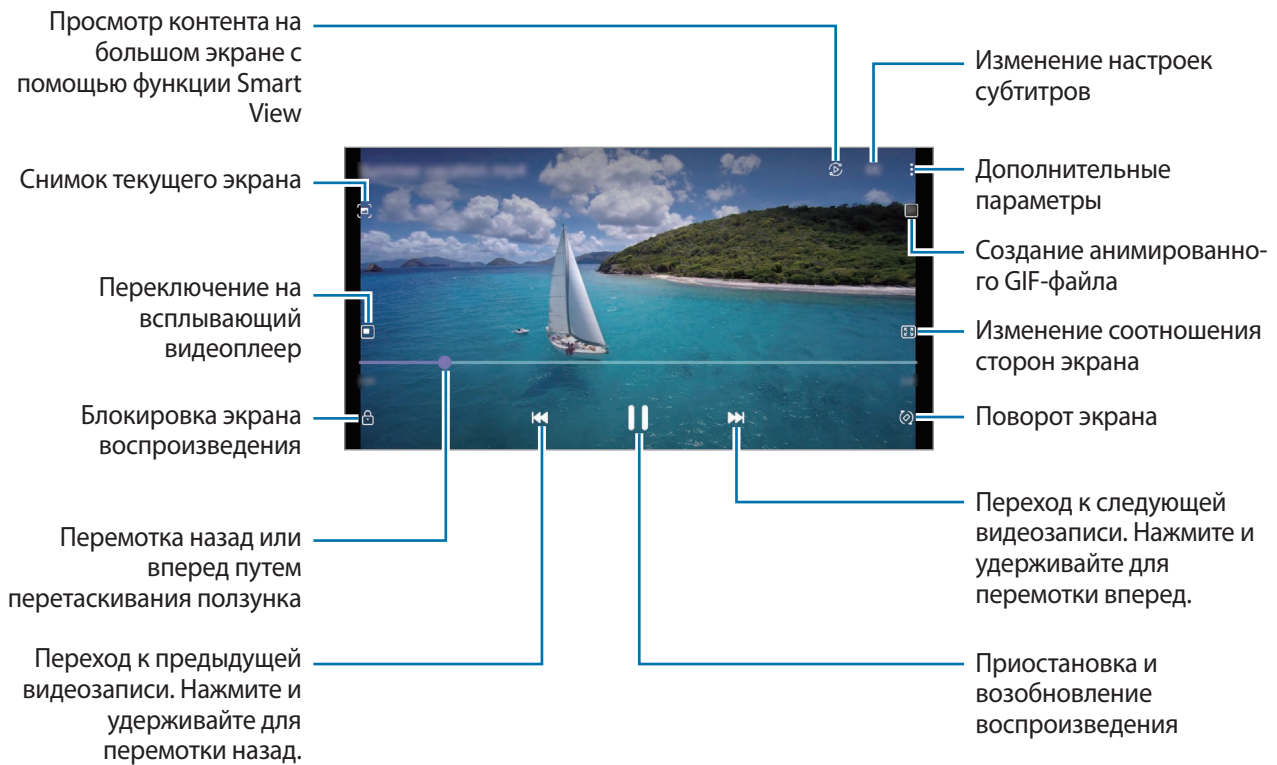 Просмотр контента на
большом экране с
помощью функции Smart
View
Снимок текущего экрана
Переключение на
всплывающий
видеоплеер
Блокировка экрана
воспроизведения
Перемотка назад или
вперед путем
перетаскивания ползунка
Переход к предыдущей
видеозаписи. Нажмите и
удерживайте для
перемотки назад.
Изменение настроек
субтитров
Дополнительные
параметры
Создание анимированно-
го GIF-файла
Изменение соотношения
сторон экрана
Поворот экрана
Переход к следующей
видеозаписи. Нажмите и
удерживайте для
перемотки вперед.
Приостановка и
возобновление
воспроизведения